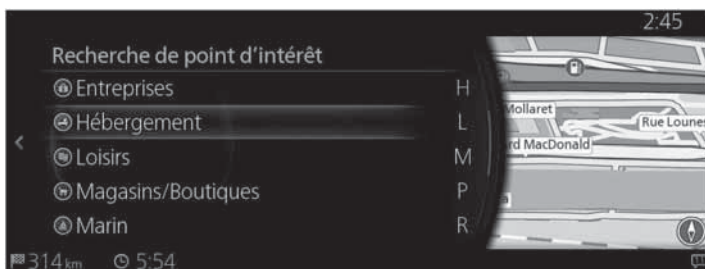 2:45
Recherche de point d'intérêt
Entreprises
H
Hébergement
L
Loisirs
M
Magasins/Boutiques
P
Marin
R
Mollaret
Rue Lounes
rd MacDonald
314 km 5:54